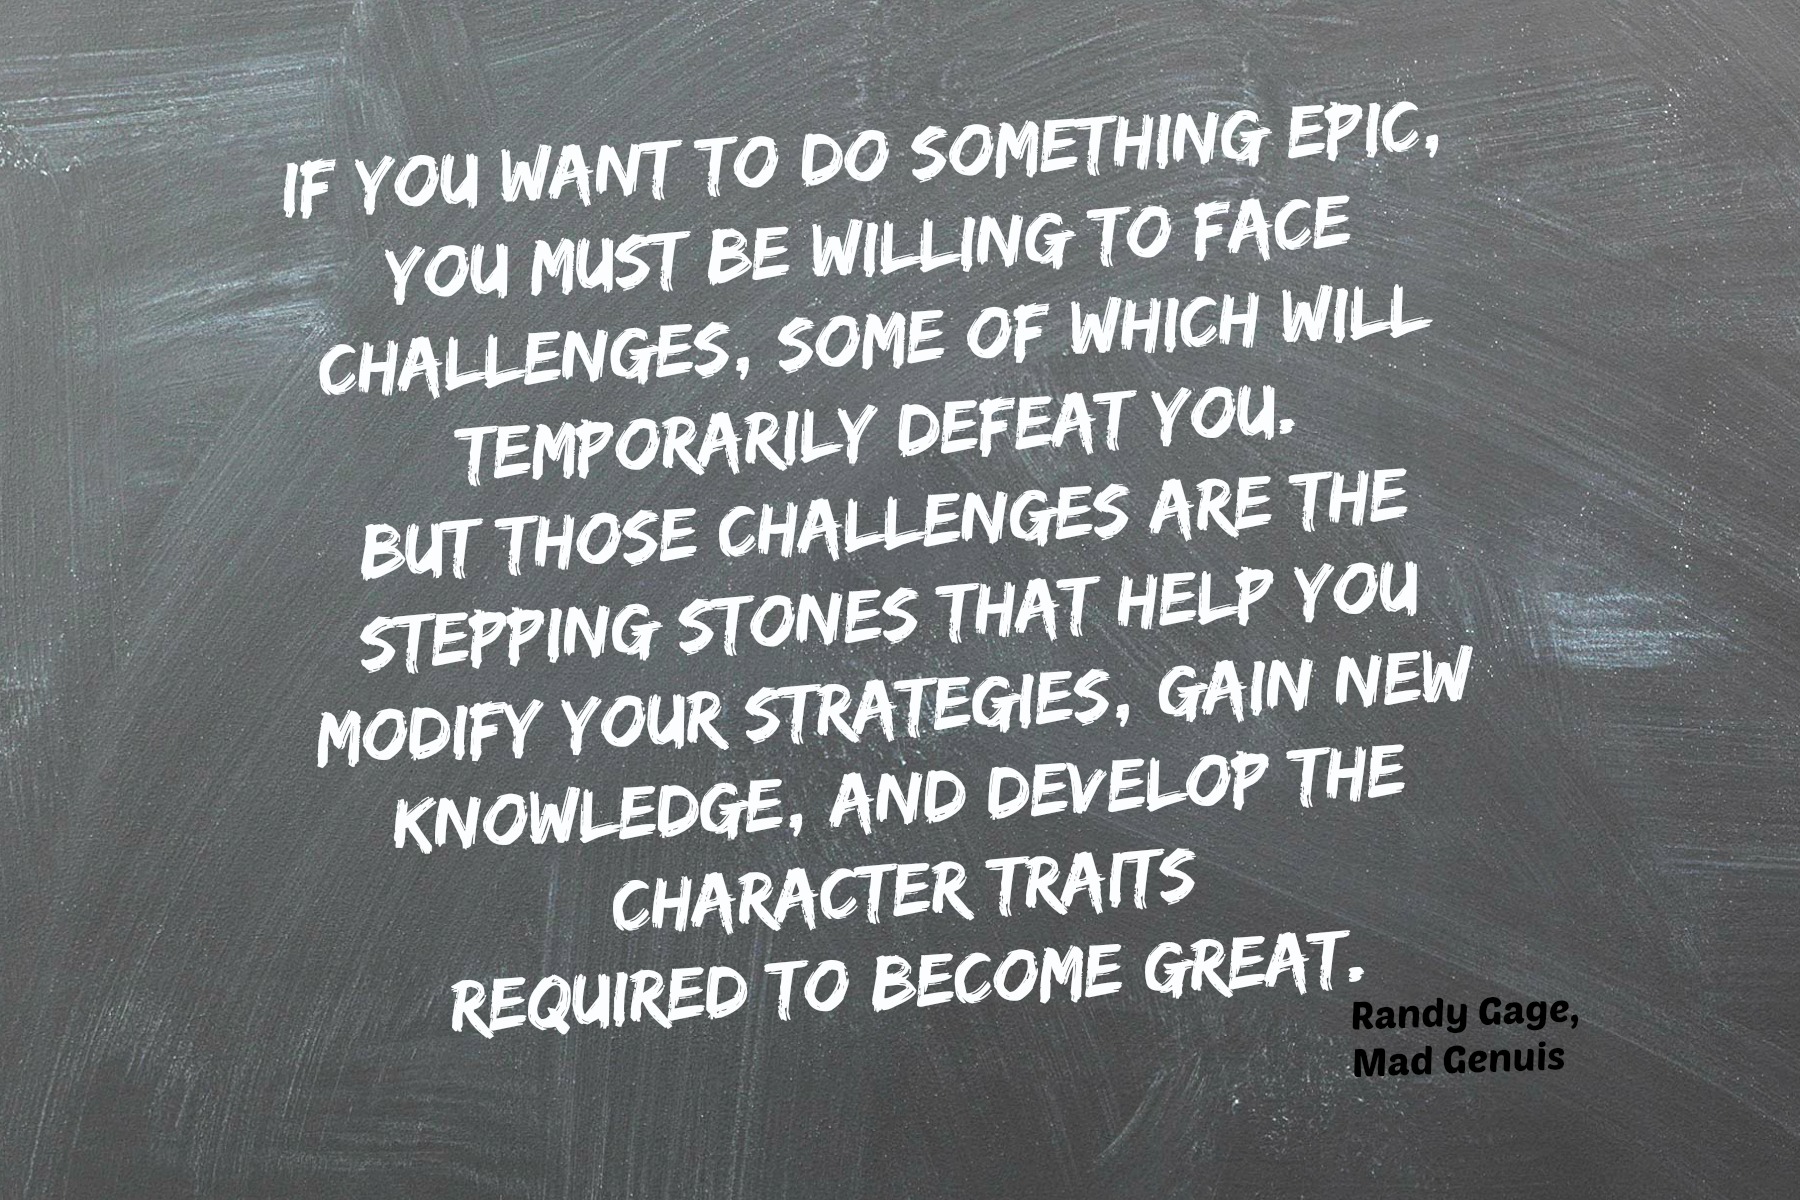 IF YOU WANT TO DO SOMETHING EPIC,
YOU MUST BE WILLING TO FACE
CHALLENGES, SOME OF WHICH WILL
TEMPORARILY DEFEAT YOU.
BUT THOSE CHALLENGES ARE THE
STEPPING STONES THAT HELP YOU
MODIFY YOUR STRATEGIES, GAIN NEW
KNOWLEDGE, AND DEVELOP THE
CHARACTER TRAITS
REQUIRED TO BECOME GREAT.
Randy Gage,
Mad Genuis